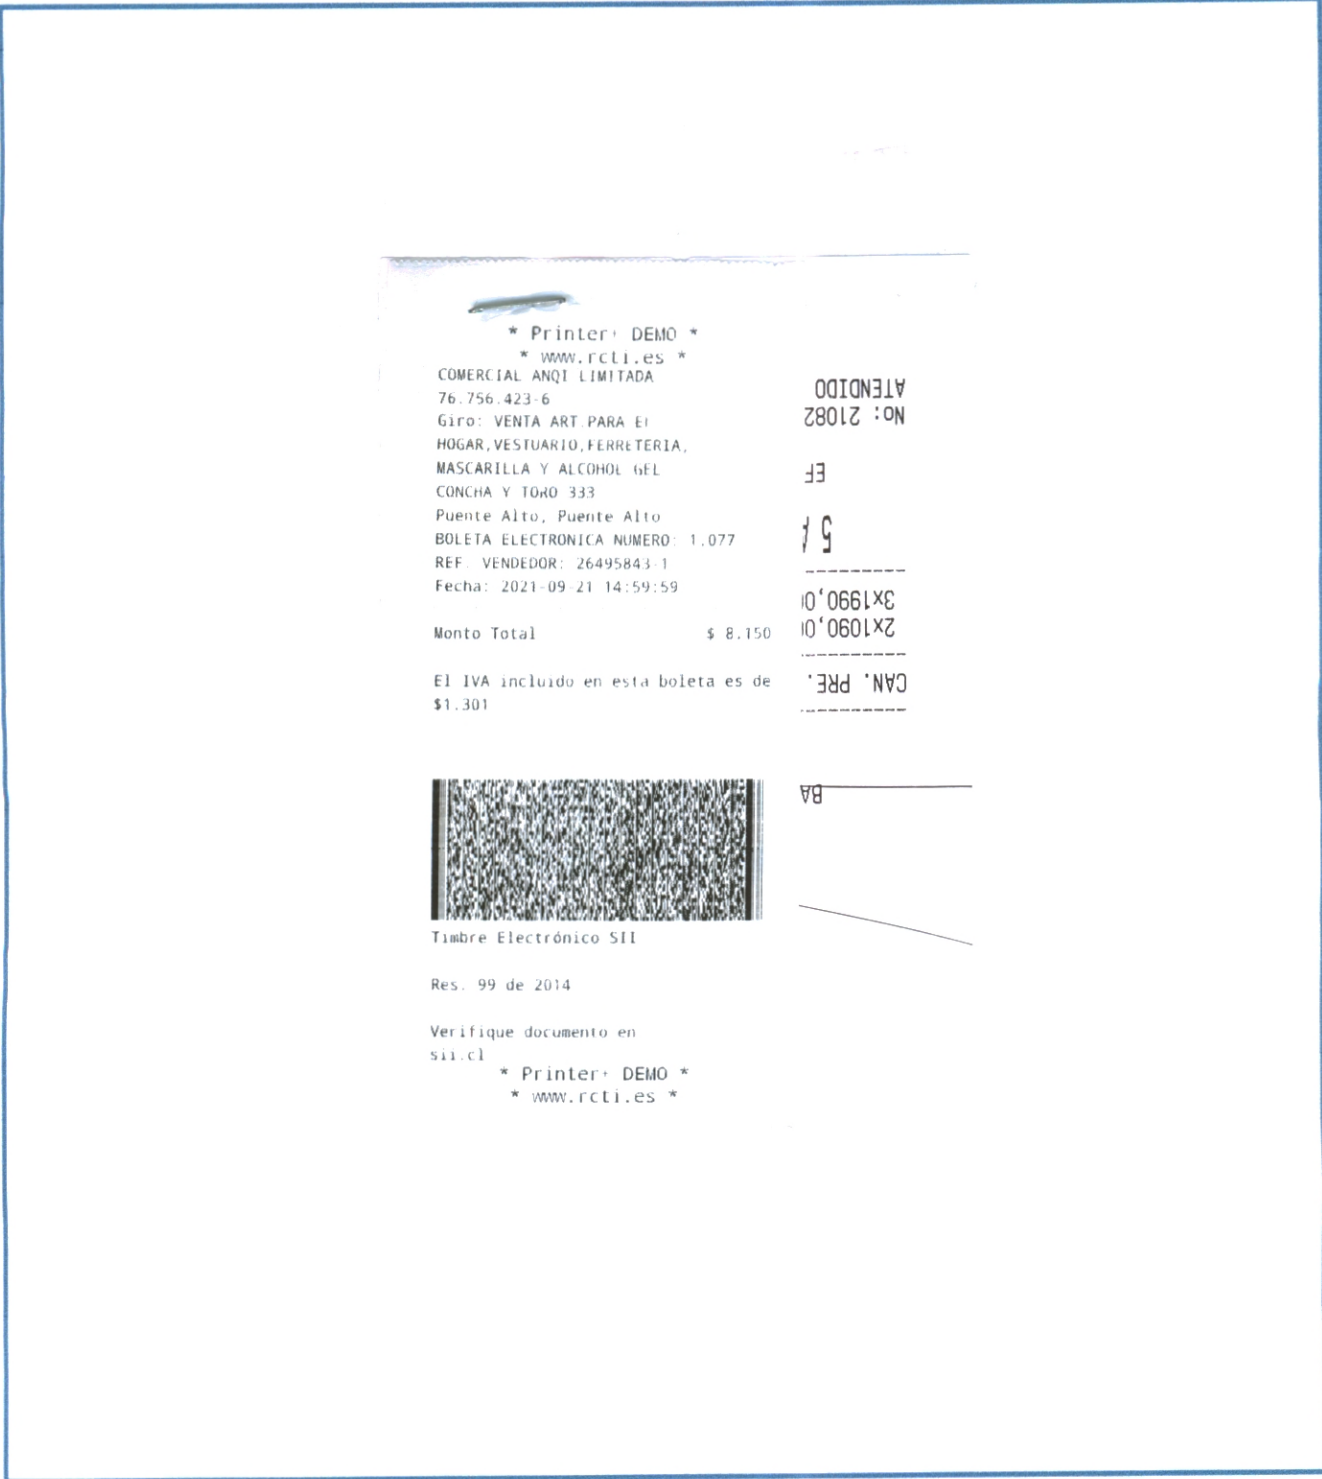 * Printer+ DEMO *
* www.rcti.es *
COMERCIAL ANQI LIMITADA
76.756.423-6
Giro: VENTA ART.PARA El
HOGAR,VESTUARIO,FERRETERIA,
MASCARILLA Y ALCOHOL GEL
CONCHA Y TORO 333
Puente Alto, Puente Alto
BOLETA ELECTRONICA NUMERO: 1.077
REF. VENDEDOR: 26495843-1
Fecha: 2021-09-21 14:59:59
Monto Total $ 8.150
El IVA incluido en esta boleta es de
$1.301
Timbre Electrónico SII
Res. 99 de 2014
Verifique documento en
sii.cl
* Printer+ DEMO *
* www.rcti.es *
BA
CAN. PRE.
2x1090,0
3x1990,0
5
EF
No: 21082
ATENDIDO